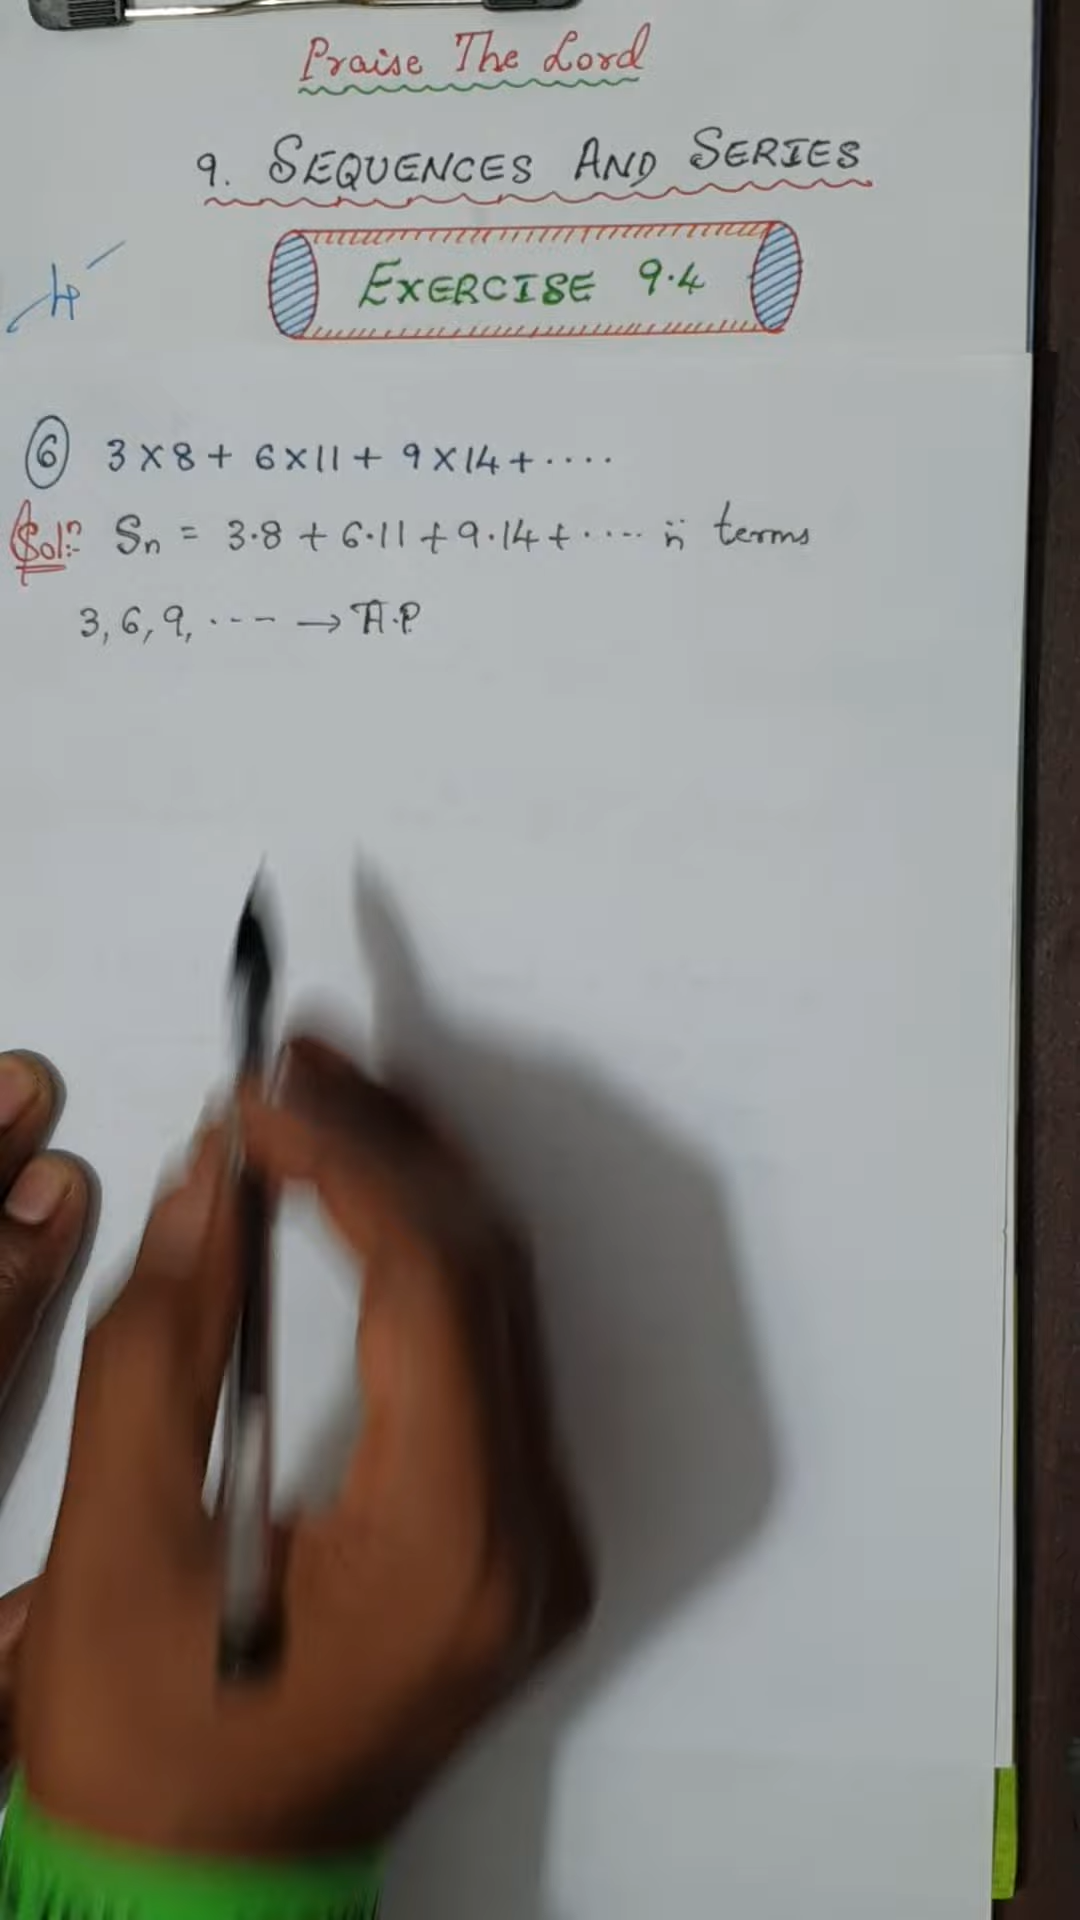 Praise The Lord
9. SEQUENCES AND SERIES
EXERCISE 9.4
6 3×8 + 6×11 + 9×14 + ....
Solⁿ:- Sₙ = 3·8 + 6·11 + 9·14 + ..... n terms
3, 6, 9, ---- → A.P